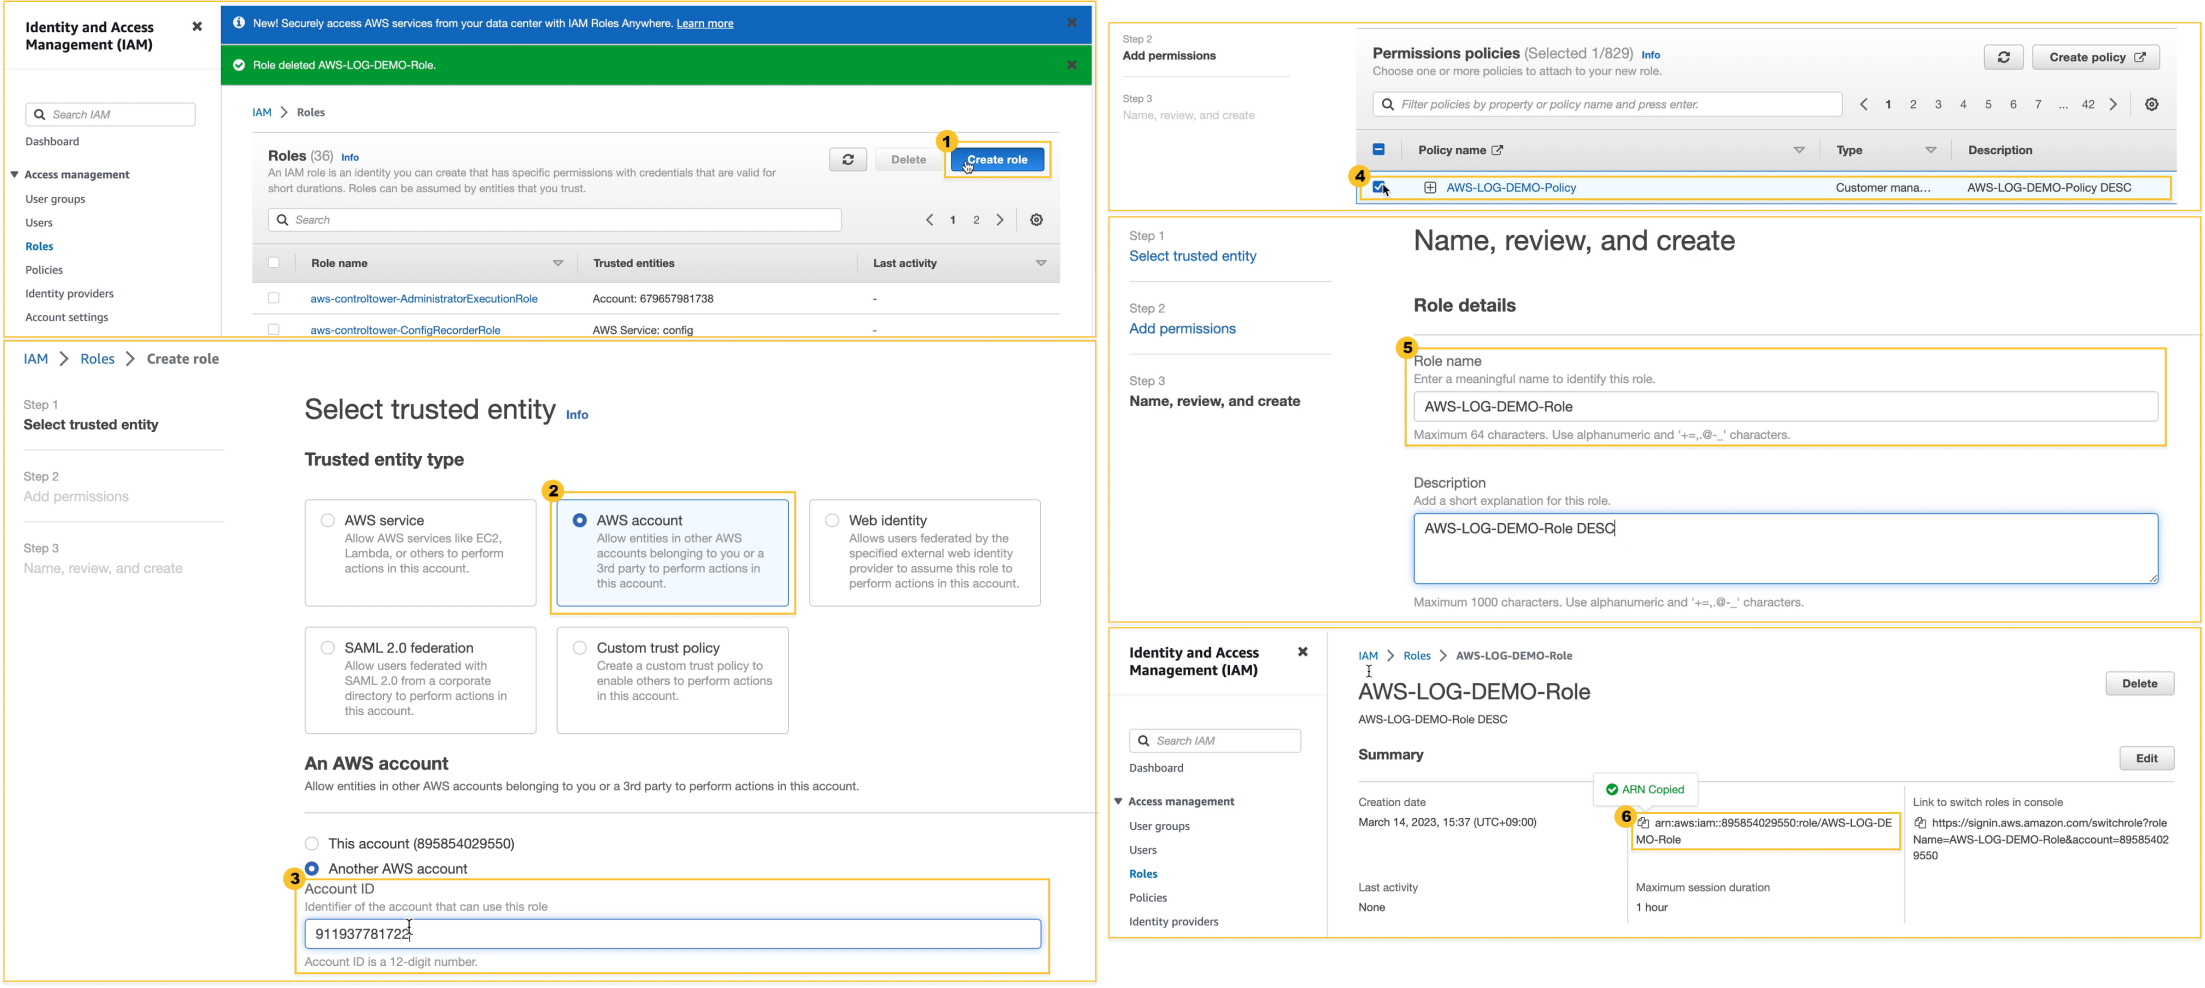 Identity and Access
Management (IAM)
Search IAM
Dashboard
Access management
User groups
Users
Roles
Policies
Identity providers
Account settings
New! Securely access AWS services from your data center with IAM Roles Anywhere. Learn more
Role deleted AWS-LOG-DEMO-Role.
IAM > Roles
Roles (36) Info
An IAM role is an identity you can create that has specific permissions with credentials that are valid for
short durations. Roles can be assumed by entities that you trust.
Delete
1
Create role
Search
1 2
Role name
Trusted entities
Last activity
aws-controltower-AdministratorExecutionRole
Account: 679657981738
-
aws-controltower-ConfigRecorderRole
AWS Service: config
-
IAM > Roles > Create role
Step 1
Select trusted entity
Step 2
Add permissions
Step 3
Name, review, and create
Select trusted entity Info
Trusted entity type
AWS service
Allow AWS services like EC2,
Lambda, or others to perform
actions in this account.
2
AWS account
Allow entities in other AWS
accounts belonging to you or a
3rd party to perform actions in
this account.
Web identity
Allows users federated by the
specified external web identity
provider to assume this role to
perform actions in this account.
SAML 2.0 federation
Allow users federated with
SAML 2.0 from a corporate
directory to perform actions in
this account.
Custom trust policy
Create a custom trust policy to
enable others to perform actions
in this account.
An AWS account
Allow entities in other AWS accounts belonging to you or a 3rd party to perform actions in this account.
This account (895854029550)
Another AWS account
3
Account ID
Identifier of the account that can use this role
911937781722
Account ID is a 12-digit number.
Step 2
Add permissions
Step 3
Name, review, and create
Permissions policies (Selected 1/829) Info
Choose one or more policies to attach to your new role.
Create policy
Filter policies by property or policy name and press enter.
1 2 3 4 5 6 7 ... 42
Policy name
Type
Description
4
AWS-LOG-DEMO-Policy
Customer mana...
AWS-LOG-DEMO-Policy DESC
Step 1
Select trusted entity
Step 2
Add permissions
Step 3
Name, review, and create
Name, review, and create
Role details
5
Role name
Enter a meaningful name to identify this role.
AWS-LOG-DEMO-Role
Maximum 64 characters. Use alphanumeric and '+=,.@-_' characters.
Description
Add a short explanation for this role.
AWS-LOG-DEMO-Role DESC
Maximum 1000 characters. Use alphanumeric and '+=,.@-_' characters.
Identity and Access
Management (IAM)
Search IAM
Dashboard
Access management
User groups
Users
Roles
Policies
Identity providers
IAM > Roles > AWS-LOG-DEMO-Role
AWS-LOG-DEMO-Role
Delete
AWS-LOG-DEMO-Role DESC
Summary
Edit
Creation date
March 14, 2023, 15:37 (UTC+09:00)
ARN Copied
6
arn:aws:iam::895854029550:role/AWS-LOG-DE
MO-Role
Link to switch roles in console
https://signin.aws.amazon.com/switchrole?role
Name=AWS-LOG-DEMO-Role&account=89585402
9550
Last activity
None
Maximum session duration
1 hour